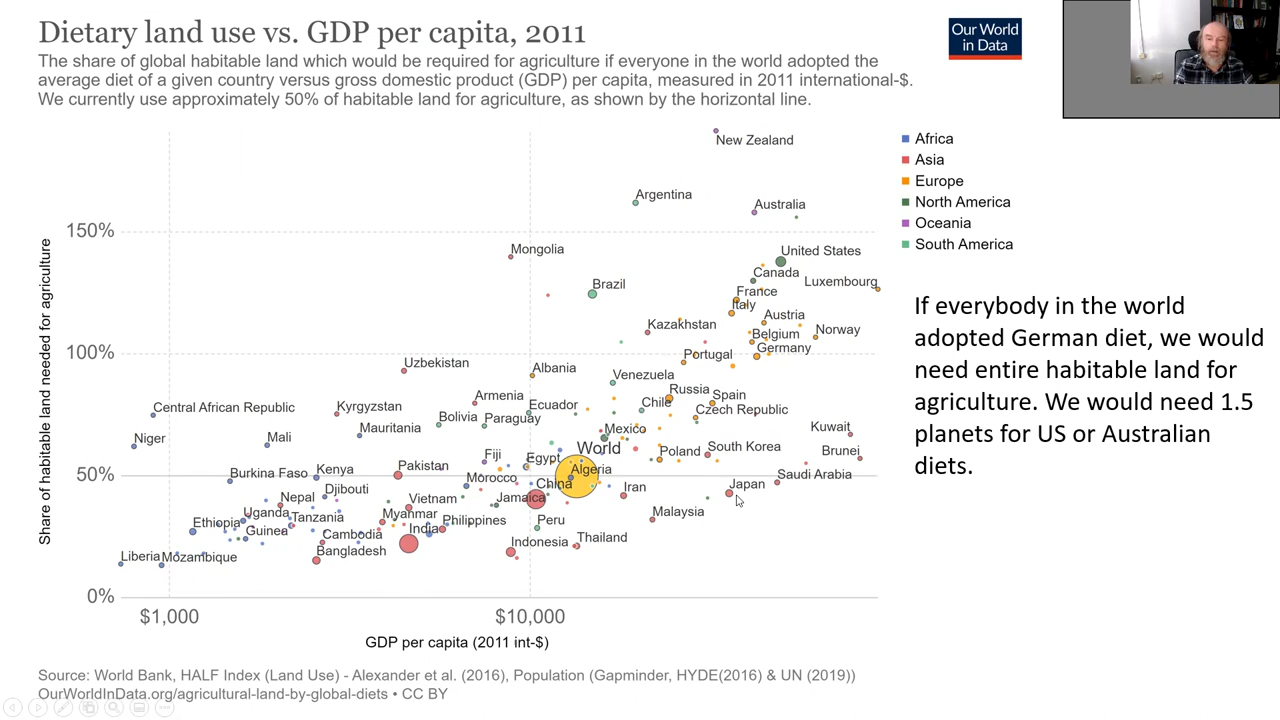 Dietary land use vs. GDP per capita, 2011
The share of global habitable land which would be required for agriculture if everyone in the world adopted the
average diet of a given country versus gross domestic product (GDP) per capita, measured in 2011 international-$.
We currently use approximately 50% of habitable land for agriculture, as shown by the horizontal line.
Our World
in Data
New Zealand
Argentina
Australia
150%
Mongolia
United States
Canada
Luxembourg
Brazil
France
Italy
Austria
Kazakhstan
Belgium
Norway
100%
Germany
Portugal
Uzbekistan
Albania
Venezuela
Armenia
Russia
Spain
Central African Republic
Kyrgyzstan
Ecuador
Chile
Czech Republic
Bolivia
Paraguay
Mauritania
Mexico
Kuwait
Niger
Mali
World
South Korea
Brunei
Fiji
Egypt
Poland
50%
Burkina Faso
Kenya
Pakistan
Algeria
Saudi Arabia
Morocco
China
Iran
Japan
Djibouti
Nepal
Vietnam
Jamaica
Uganda
Tanzania
Myanmar
Philippines
Peru
Malaysia
Ethiopia
Guinea
Cambodia
India
Indonesia
Thailand
Liberia
Mozambique
Bangladesh
0%
$1,000
$10,000
GDP per capita (2011 int-$)
Share of habitable land needed for agriculture
Africa
Asia
Europe
North America
Oceania
South America
If everybody in the world
adopted German diet, we would
need entire habitable land for
agriculture. We would need 1.5
planets for US or Australian
diets.
Source: World Bank, HALF Index (Land Use) - Alexander et al. (2016), Population (Gapminder, HYDE(2016) & UN (2019))
OurWorldInData.org/agricultural-land-by-global-diets • CC BY